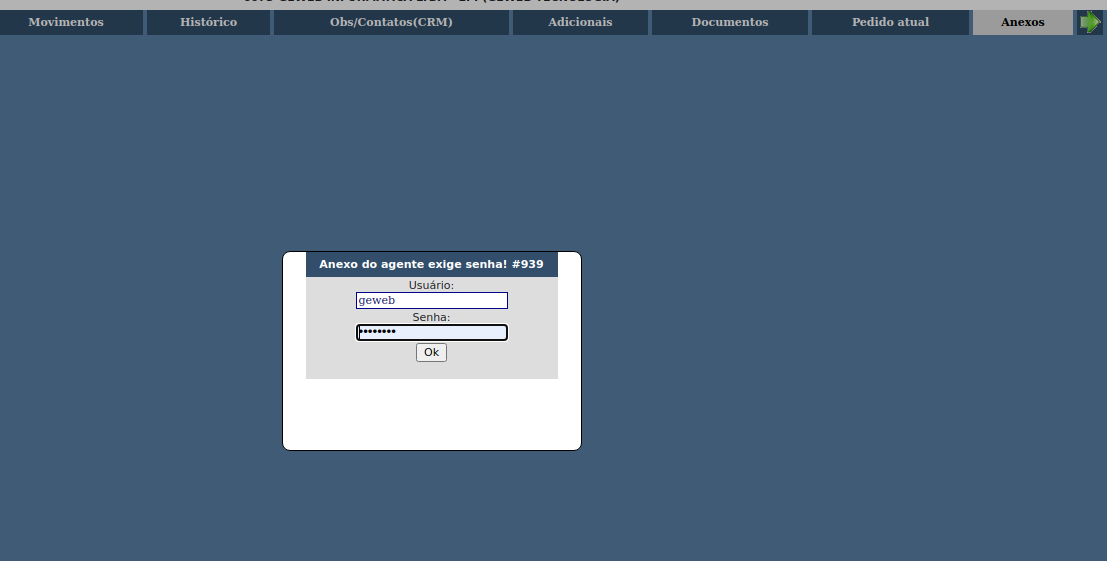 Movimentos
Histórico
Obs/Contatos(CRM)
Adicionais
Documentos
Pedido atual
Anexos
Anexo do agente exige senha! #939
Usuário:
geweb
Senha:
••••••••
Ok